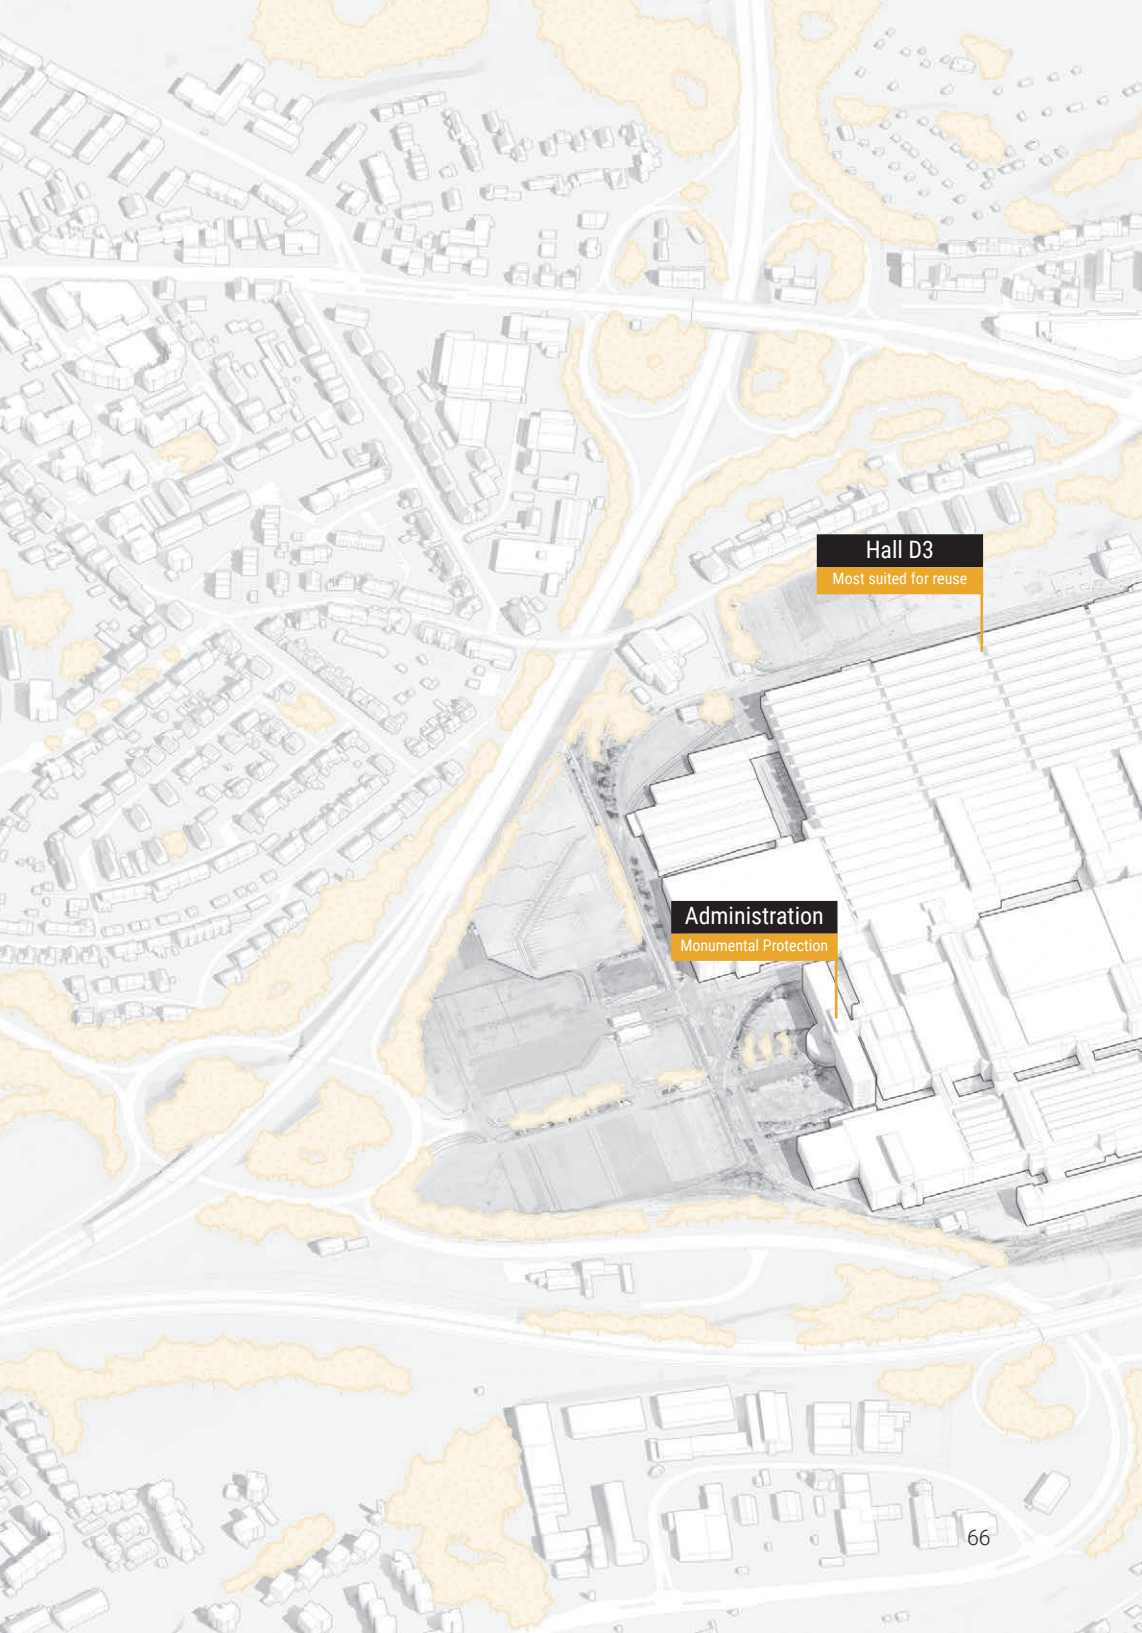 Hall D3
Most suited for reuse
Administration
Monumental Protection
66